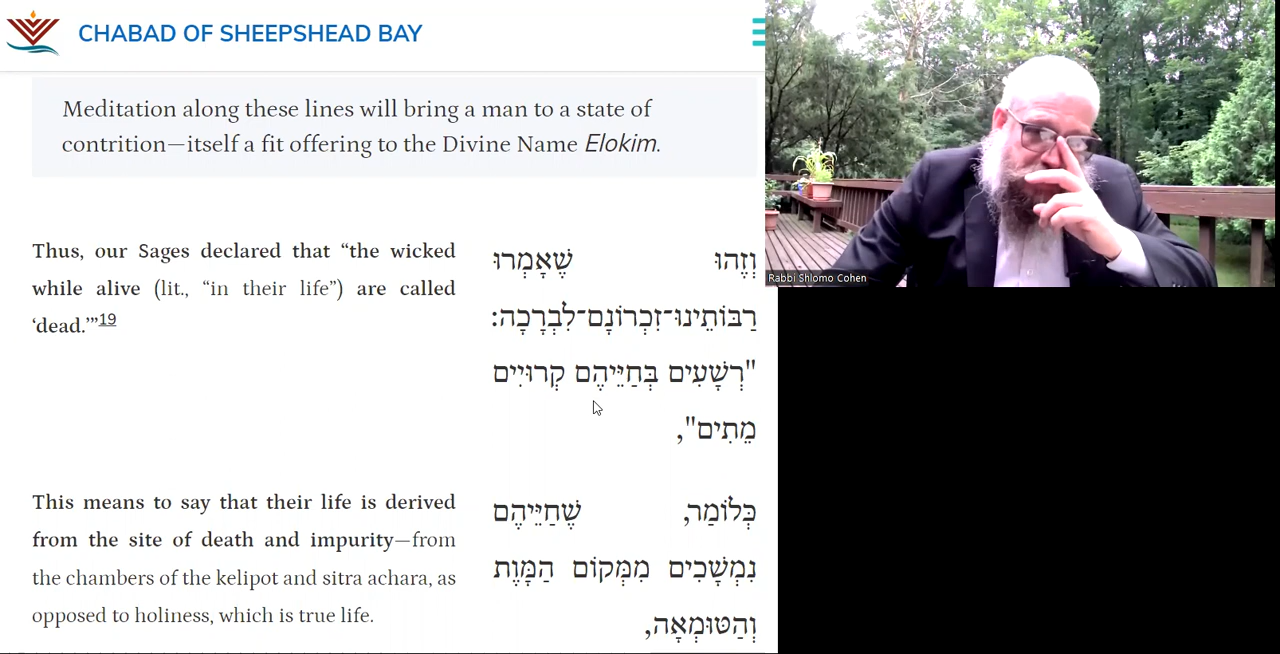 CHABAD OF SHEEPSHEAD BAY
Meditation along these lines will bring a man to a state of
contrition—itself a fit offering to the Divine Name Elokim.
Thus, our Sages declared that “the wicked
while alive (lit., “in their life”) are called
‘dead.’”19
וְזֶהוּ שֶׁאָמְרוּ
רַבּוֹתֵינוּ־זִכְרוֹנָם־לִבְרָכָה:
"רְשָׁעִים בְּחַיֵּיהֶם קְרוּיִים
מֵתִים",
This means to say that their life is derived
from the site of death and impurity—from
the chambers of the kelipot and sitra achara, as
opposed to holiness, which is true life.
כְּלוֹמַר, שֶׁחַיֵּיהֶם
נִמְשָׁכִים מִמְּקוֹם הַמָּוֶת
וְהַטּוּמְאָה,
Rabbi Shlomo Cohen